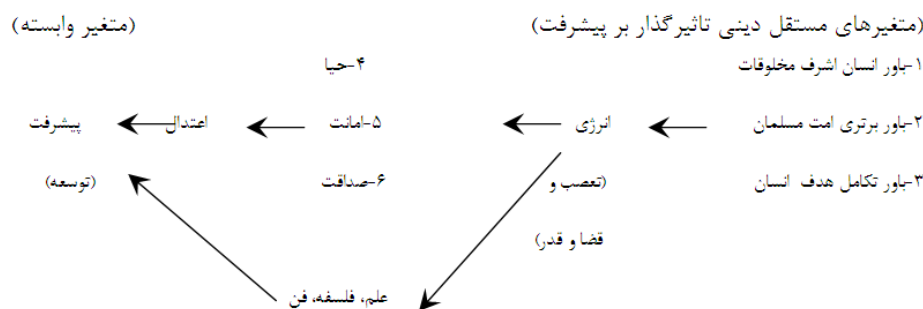 (متغیرهای مستقل دینی تاثیرگذار بر پیشرفت) (متغیر وابسته)
۱-باور انسان اشرف مخلوقات ۴-حیا
۲-باور برتری امت مسلمان انرژی ۵-امانت اعتدال پیشرفت
۳-باور تکامل هدف انسان (تعصب و ۶-صداقت (توسعه)
قضا و قدر)
علم، فلسفه، فن